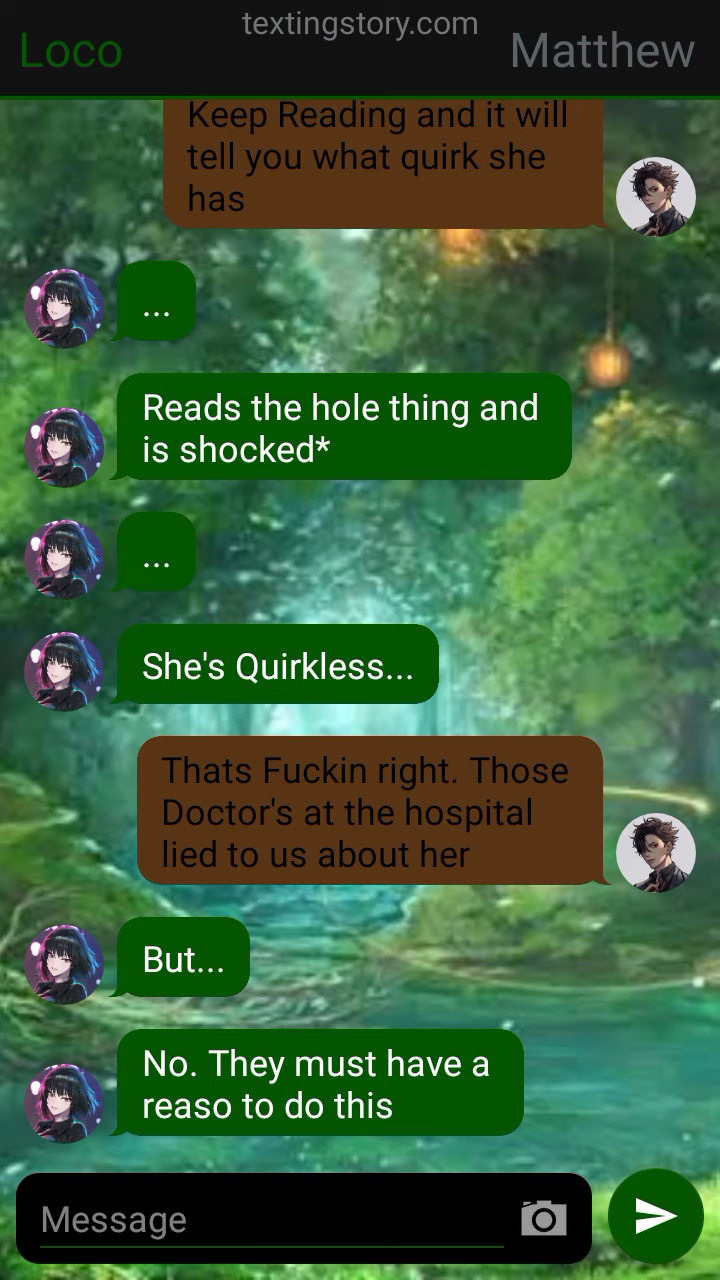 textingstory.com
Loco
Matthew
Keep Reading and it will
tell you what quirk she
has
...
Reads the hole thing and
is shocked*
...
She's Quirkless...
Thats Fuckin right. Those
Doctor's at the hospital
lied to us about her
But...
No. They must have a
reaso to do this
Message